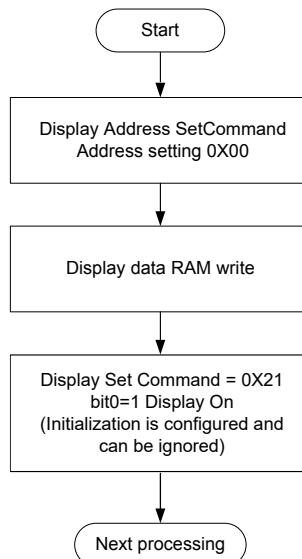 Start
Display Address SetCommand
Address setting 0X00
Display data RAM write
Display Set Command = 0X21
bit0=1 Display On
(Initialization is configured and
can be ignored)
Next processing